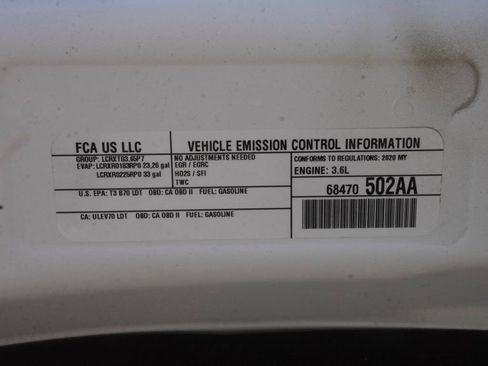 FCA US LLC
VEHICLE EMISSION CONTROL INFORMATION
GROUP: LCRXT03.65P7
EVAP: LCRXR0183RP0 23,26 gal
LCRXR0225RP0 33 gal
NO ADJUSTMENTS NEEDED
EGR / EGRC
HO2S / SFI
TWC
CONFORMS TO REGULATIONS: 2020 MY
ENGINE: 3.6L
68470 502AA
U.S. EPA: T3 B70 LDT OBD: CA OBD II FUEL: GASOLINE
CA: ULEV70 LDT OBD: CA OBD II FUEL: GASOLINE